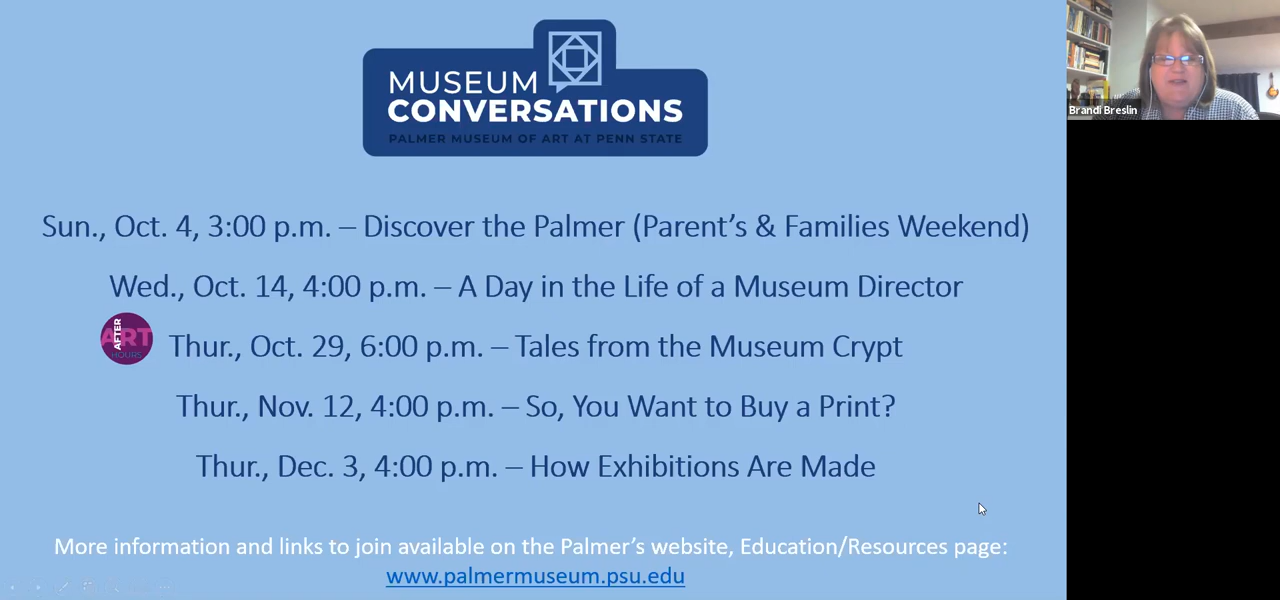 MUSEUM
CONVERSATIONS
PALMER MUSEUM OF ART AT PENN STATE
Brandi Breslin
Sun., Oct. 4, 3:00 p.m. – Discover the Palmer (Parent’s & Families Weekend)
Wed., Oct. 14, 4:00 p.m. – A Day in the Life of a Museum Director
ART AFTER HOURS
Thur., Oct. 29, 6:00 p.m. – Tales from the Museum Crypt
Thur., Nov. 12, 4:00 p.m. – So, You Want to Buy a Print?
Thur., Dec. 3, 4:00 p.m. – How Exhibitions Are Made
More information and links to join available on the Palmer’s website, Education/Resources page:
www.palmermuseum.psu.edu